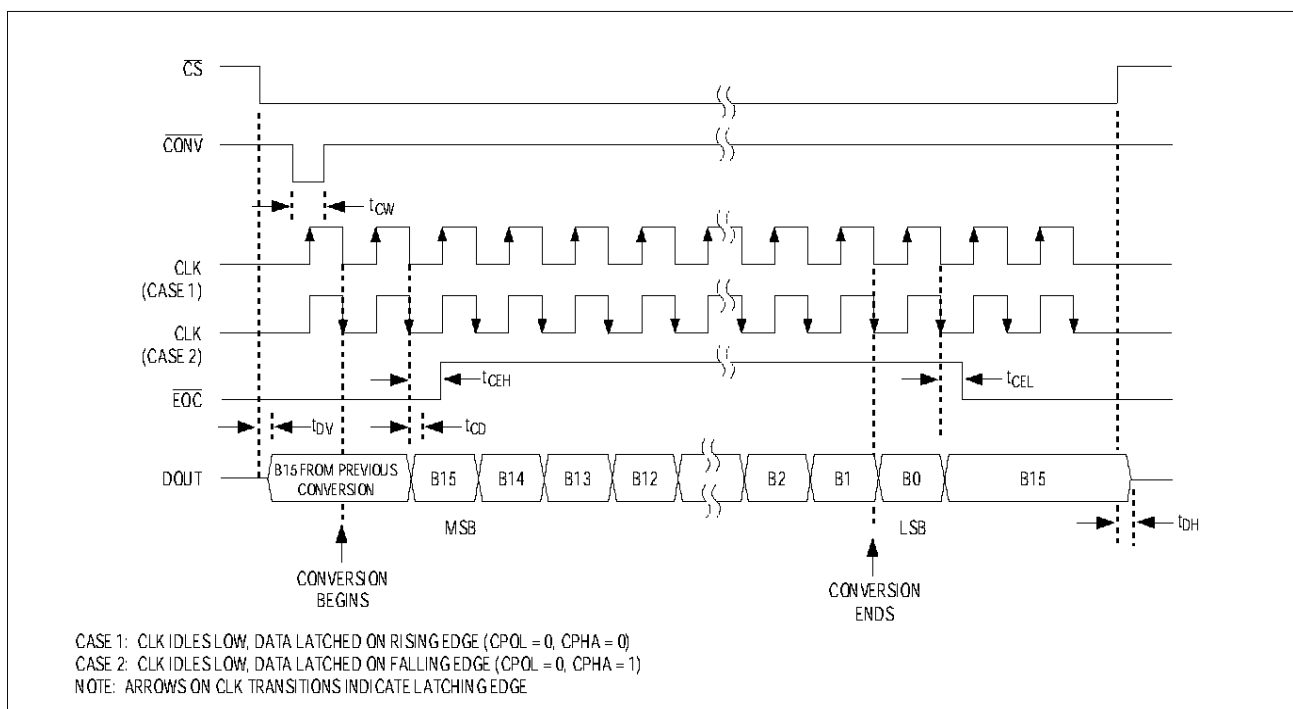 CS
CONV
tCW
CLK
(CASE 1)
CLK
(CASE 2)
tCEH
tCEL
EOC
tDV
tCD
DOUT
B15 FROM PREVIOUS
CONVERSION
B15
B14
B13
B12
B2
B1
B0
B15
MSB
LSB
tDH
CONVERSION
BEGINS
CONVERSION
ENDS
CASE 1: CLK IDLES LOW, DATA LATCHED ON RISING EDGE (CPOL = 0, CPHA = 0)
CASE 2: CLK IDLES LOW, DATA LATCHED ON FALLING EDGE (CPOL = 0, CPHA = 1)
NOTE: ARROWS ON CLK TRANSITIONS INDICATE LATCHING EDGE